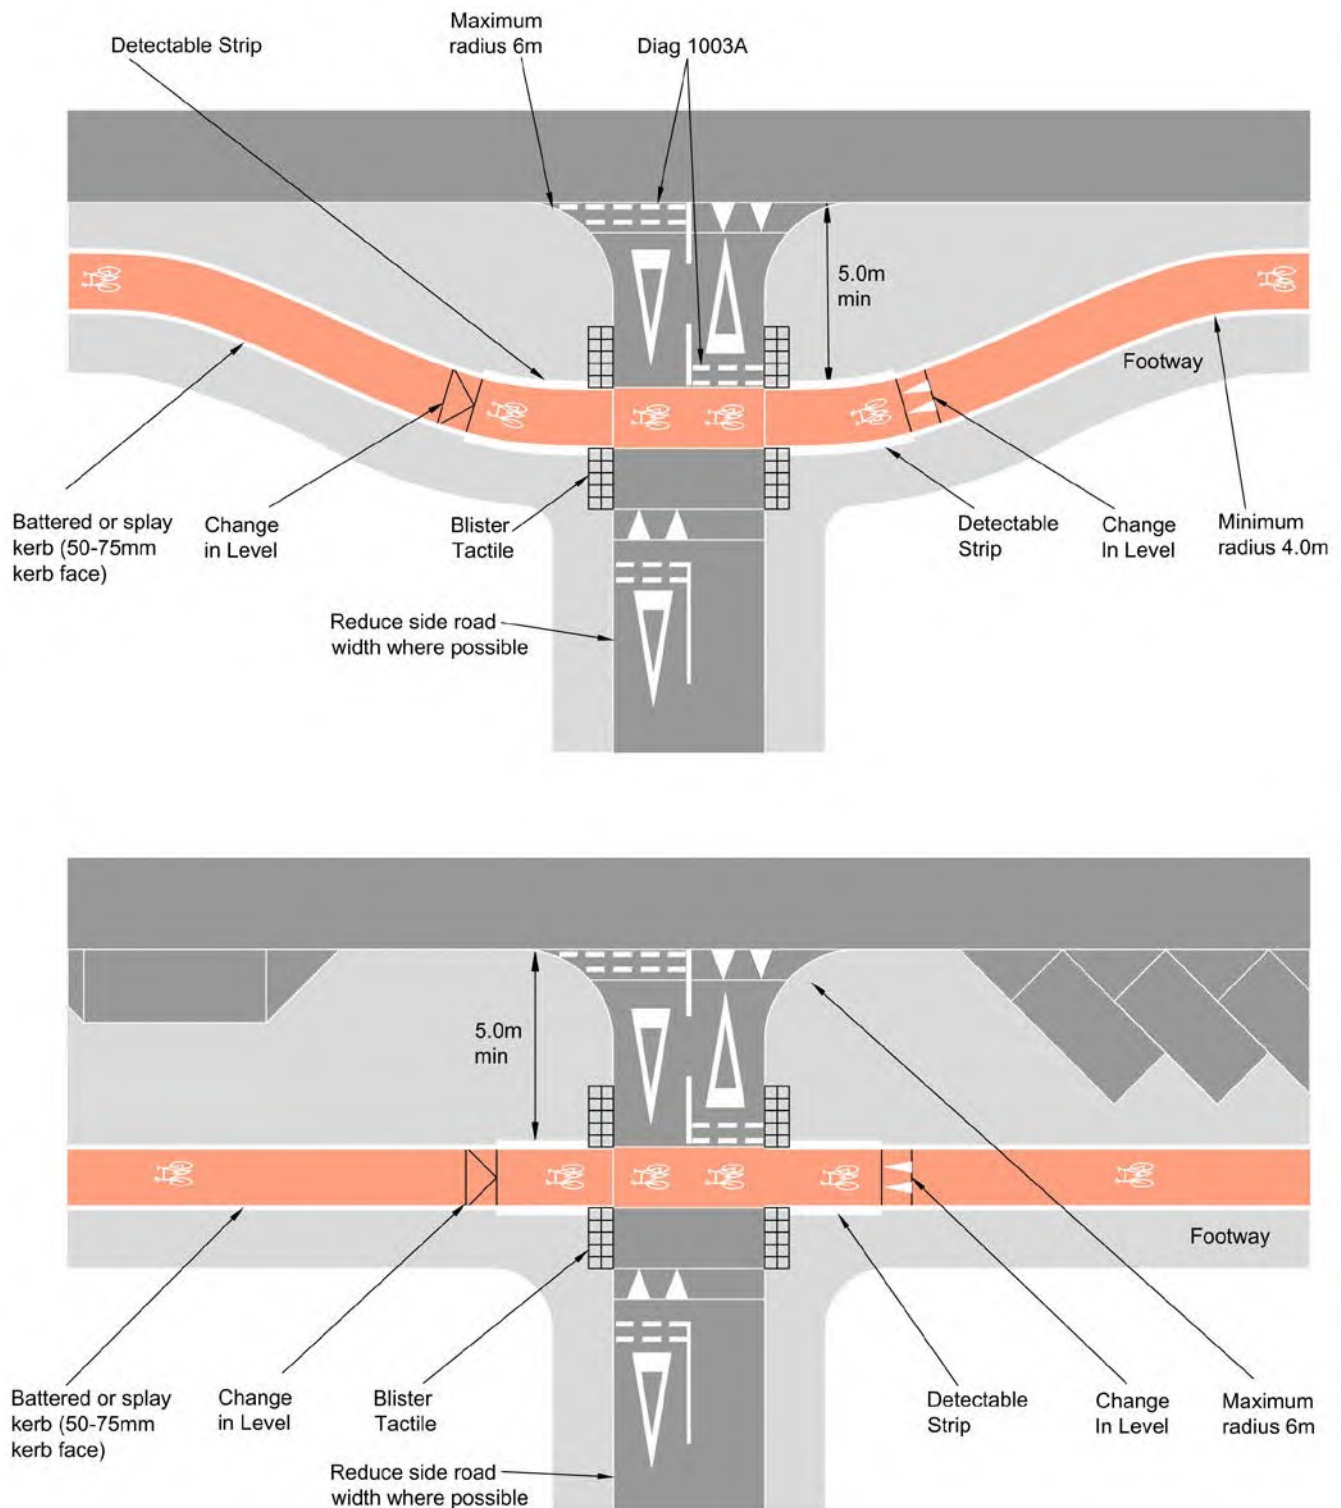 Maximum
radius 6m
Detectable Strip
Diag 1003A
5.0m
min
Footway
Battered or splay
kerb (50-75mm
kerb face)
Change
in Level
Blister
Tactile
Detectable
Strip
Change
In Level
Minimum
radius 4.0m
Reduce side road
width where possible
5.0m
min
Footway
Battered or splay
kerb (50-75mm
kerb face)
Change
in Level
Blister
Tactile
Detectable
Strip
Change
In Level
Maximum
radius 6m
Reduce side road
width where possible